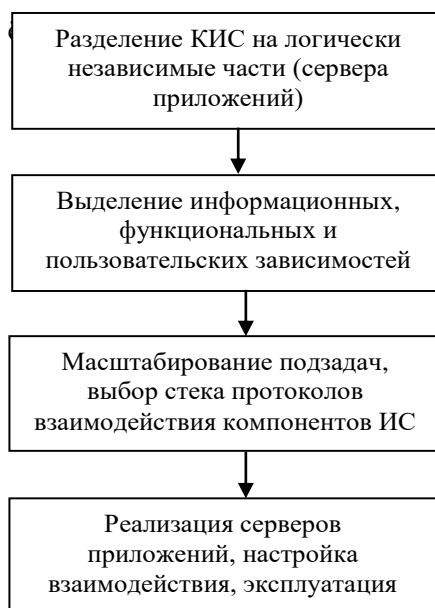 Разделение КИС на логически
независимые части (сервера
приложений)
Выделение информационных,
функциональных и
пользовательских зависимостей
Масштабирование подзадач,
выбор стека протоколов
взаимодействия компонентов ИС
Реализация серверов
приложений, настройка
взаимодействия, эксплуатация